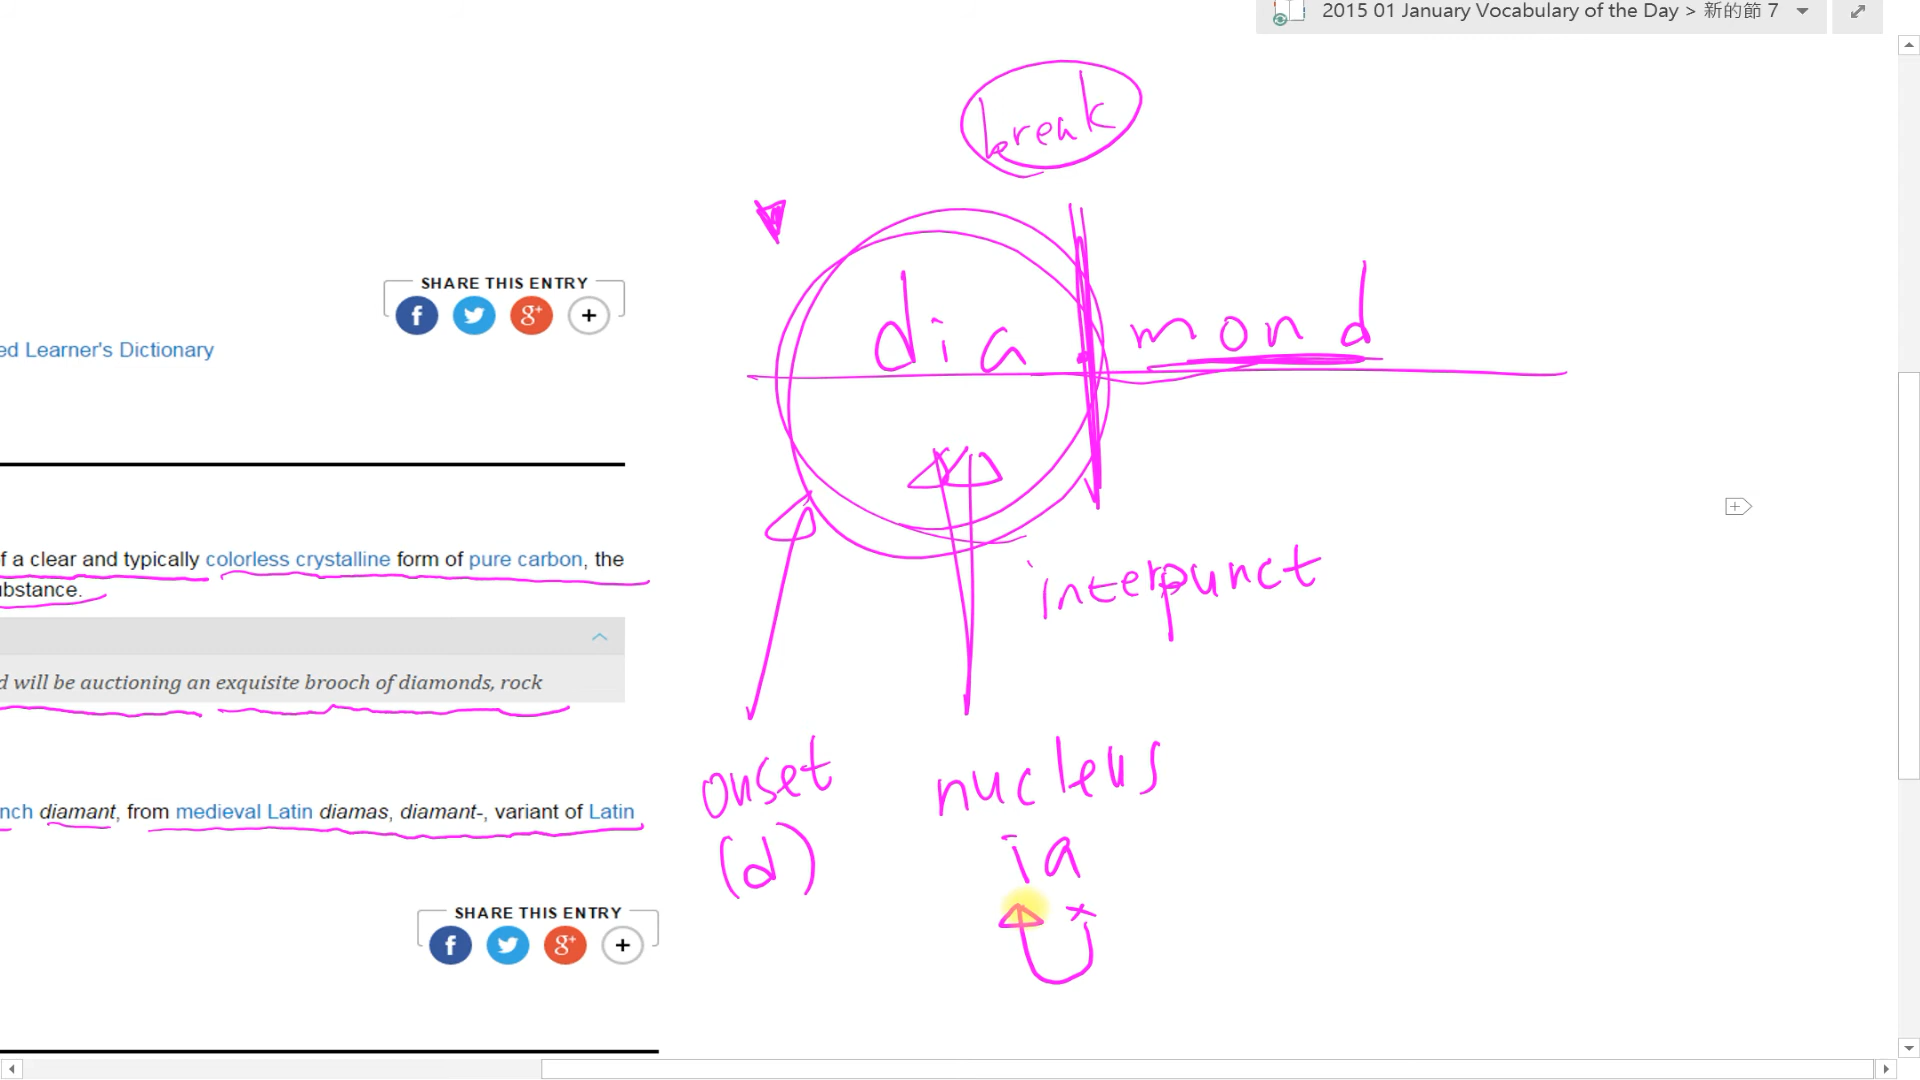 2015 01 January Vocabulary of the Day > 新的節 7
break
SHARE THIS ENTRY
f g+ +
ed Learner's Dictionary
dia · mond
f a clear and typically colorless crystalline form of pure carbon, the
ubstance.
interpunct
d will be auctioning an exquisite brooch of diamonds, rock
onset nucleus
nch diamant, from medieval Latin diamas, diamant-, variant of Latin
(d) ia
SHARE THIS ENTRY
f g+ +